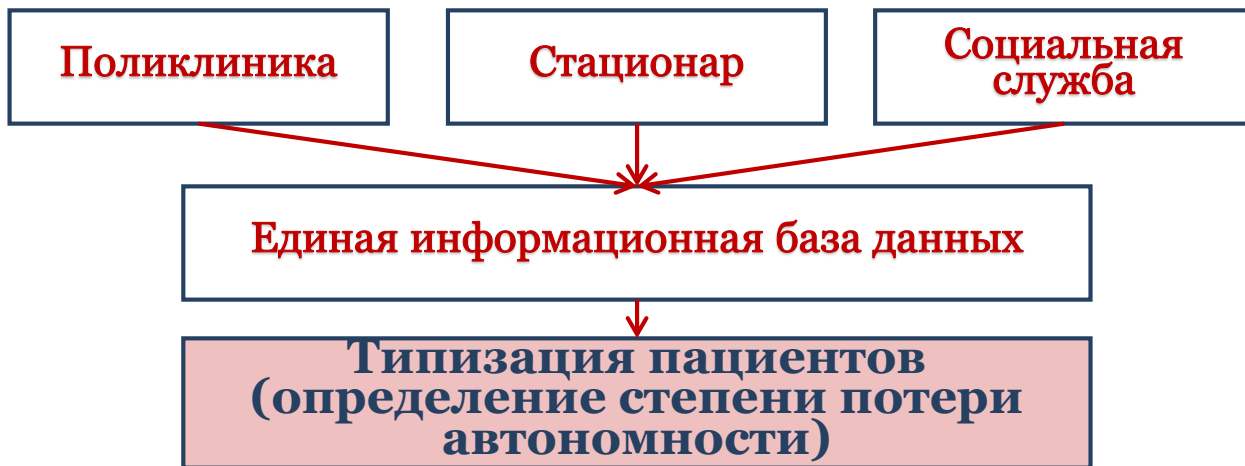 Поликлиника
Стационар
Социальная
служба
Единая информационная база данных
Типизация пациентов
(определение степени потери
автономности)